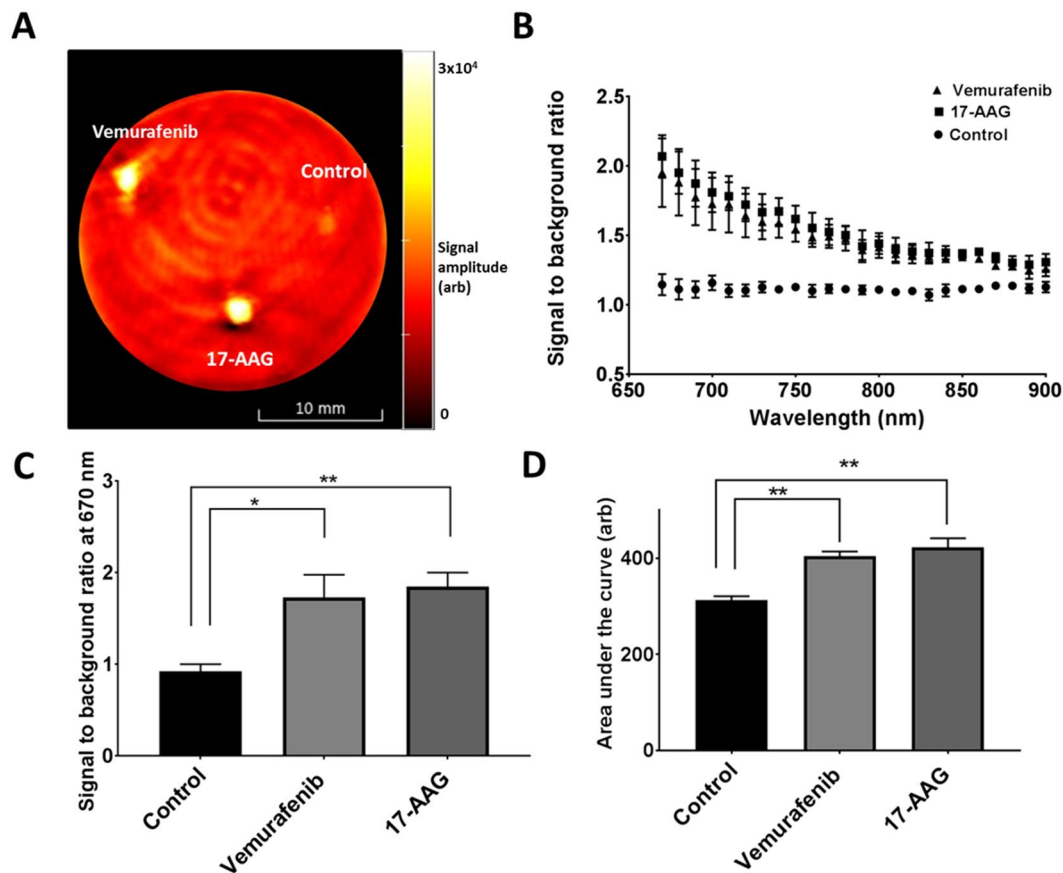 A
Vemurafenib
Control
17-AAG
10 mm
3x10⁴
Signal
amplitude
(arb)
0
B
Signal to background ratio
2.5
2.0
1.5
1.0
0.5
650
700
750
800
850
900
Wavelength (nm)
Vemurafenib
17-AAG
Control
C
Signal to background ratio at 670 nm
3
2
1
0
*
**
Control
Vemurafenib
17-AAG
D
Area under the curve (arb)
400
200
0
**
**
Control
Vemurafenib
17-AAG